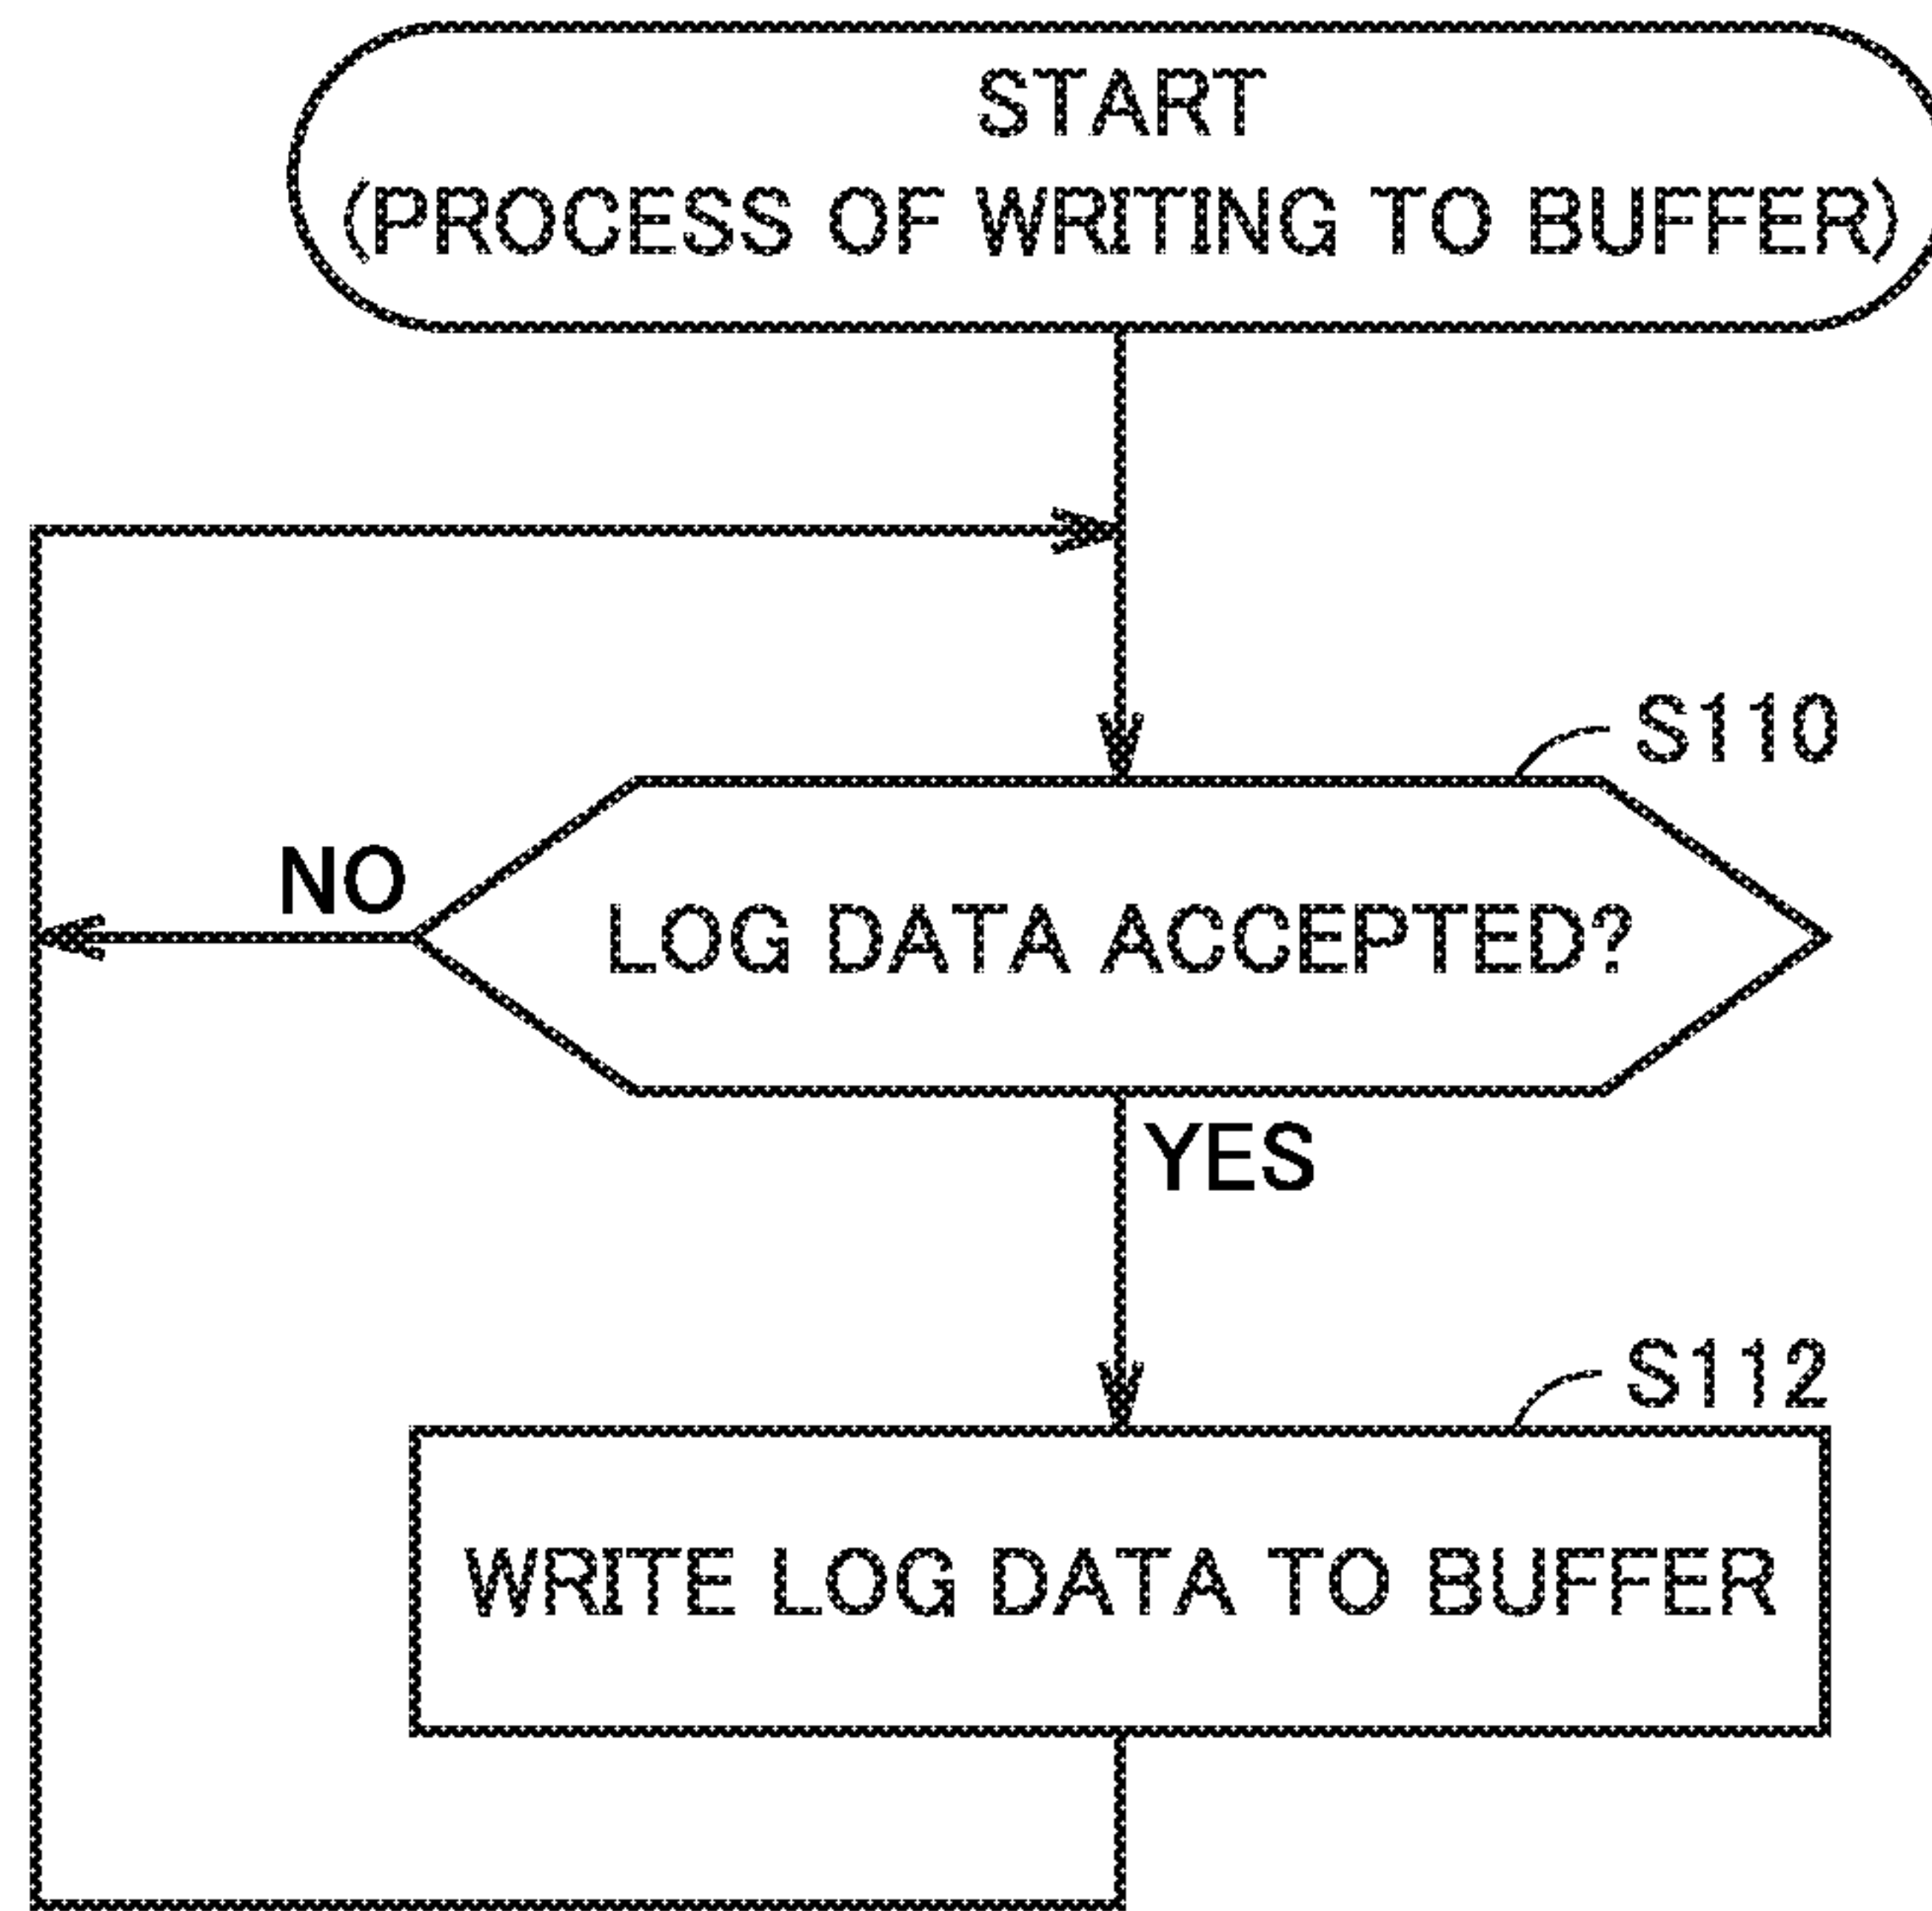 START
(PROCESS OF WRITING TO BUFFER)
S110
NO
LOG DATA ACCEPTED?
YES
S112
WRITE LOG DATA TO BUFFER